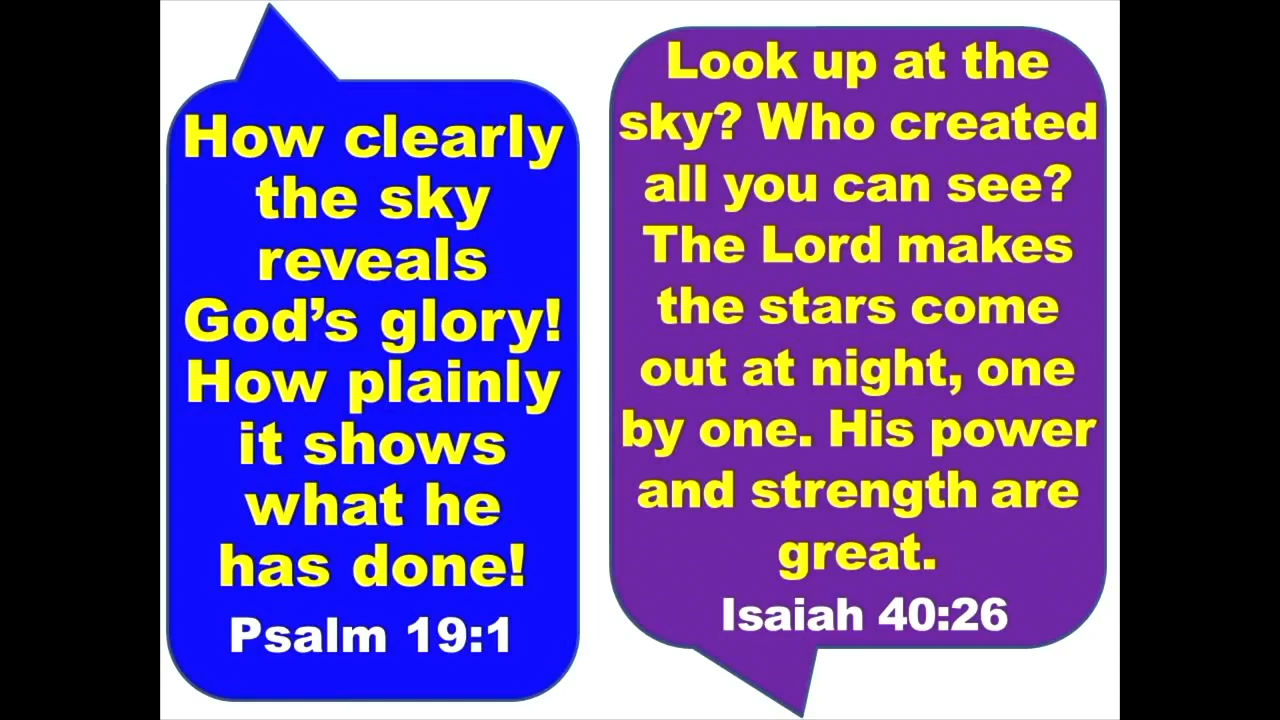 How clearly
the sky
reveals
God’s glory!
How plainly
it shows
what he
has done!
Psalm 19:1
Look up at the
sky? Who created
all you can see?
The Lord makes
the stars come
out at night, one
by one. His power
and strength are
great.
Isaiah 40:26